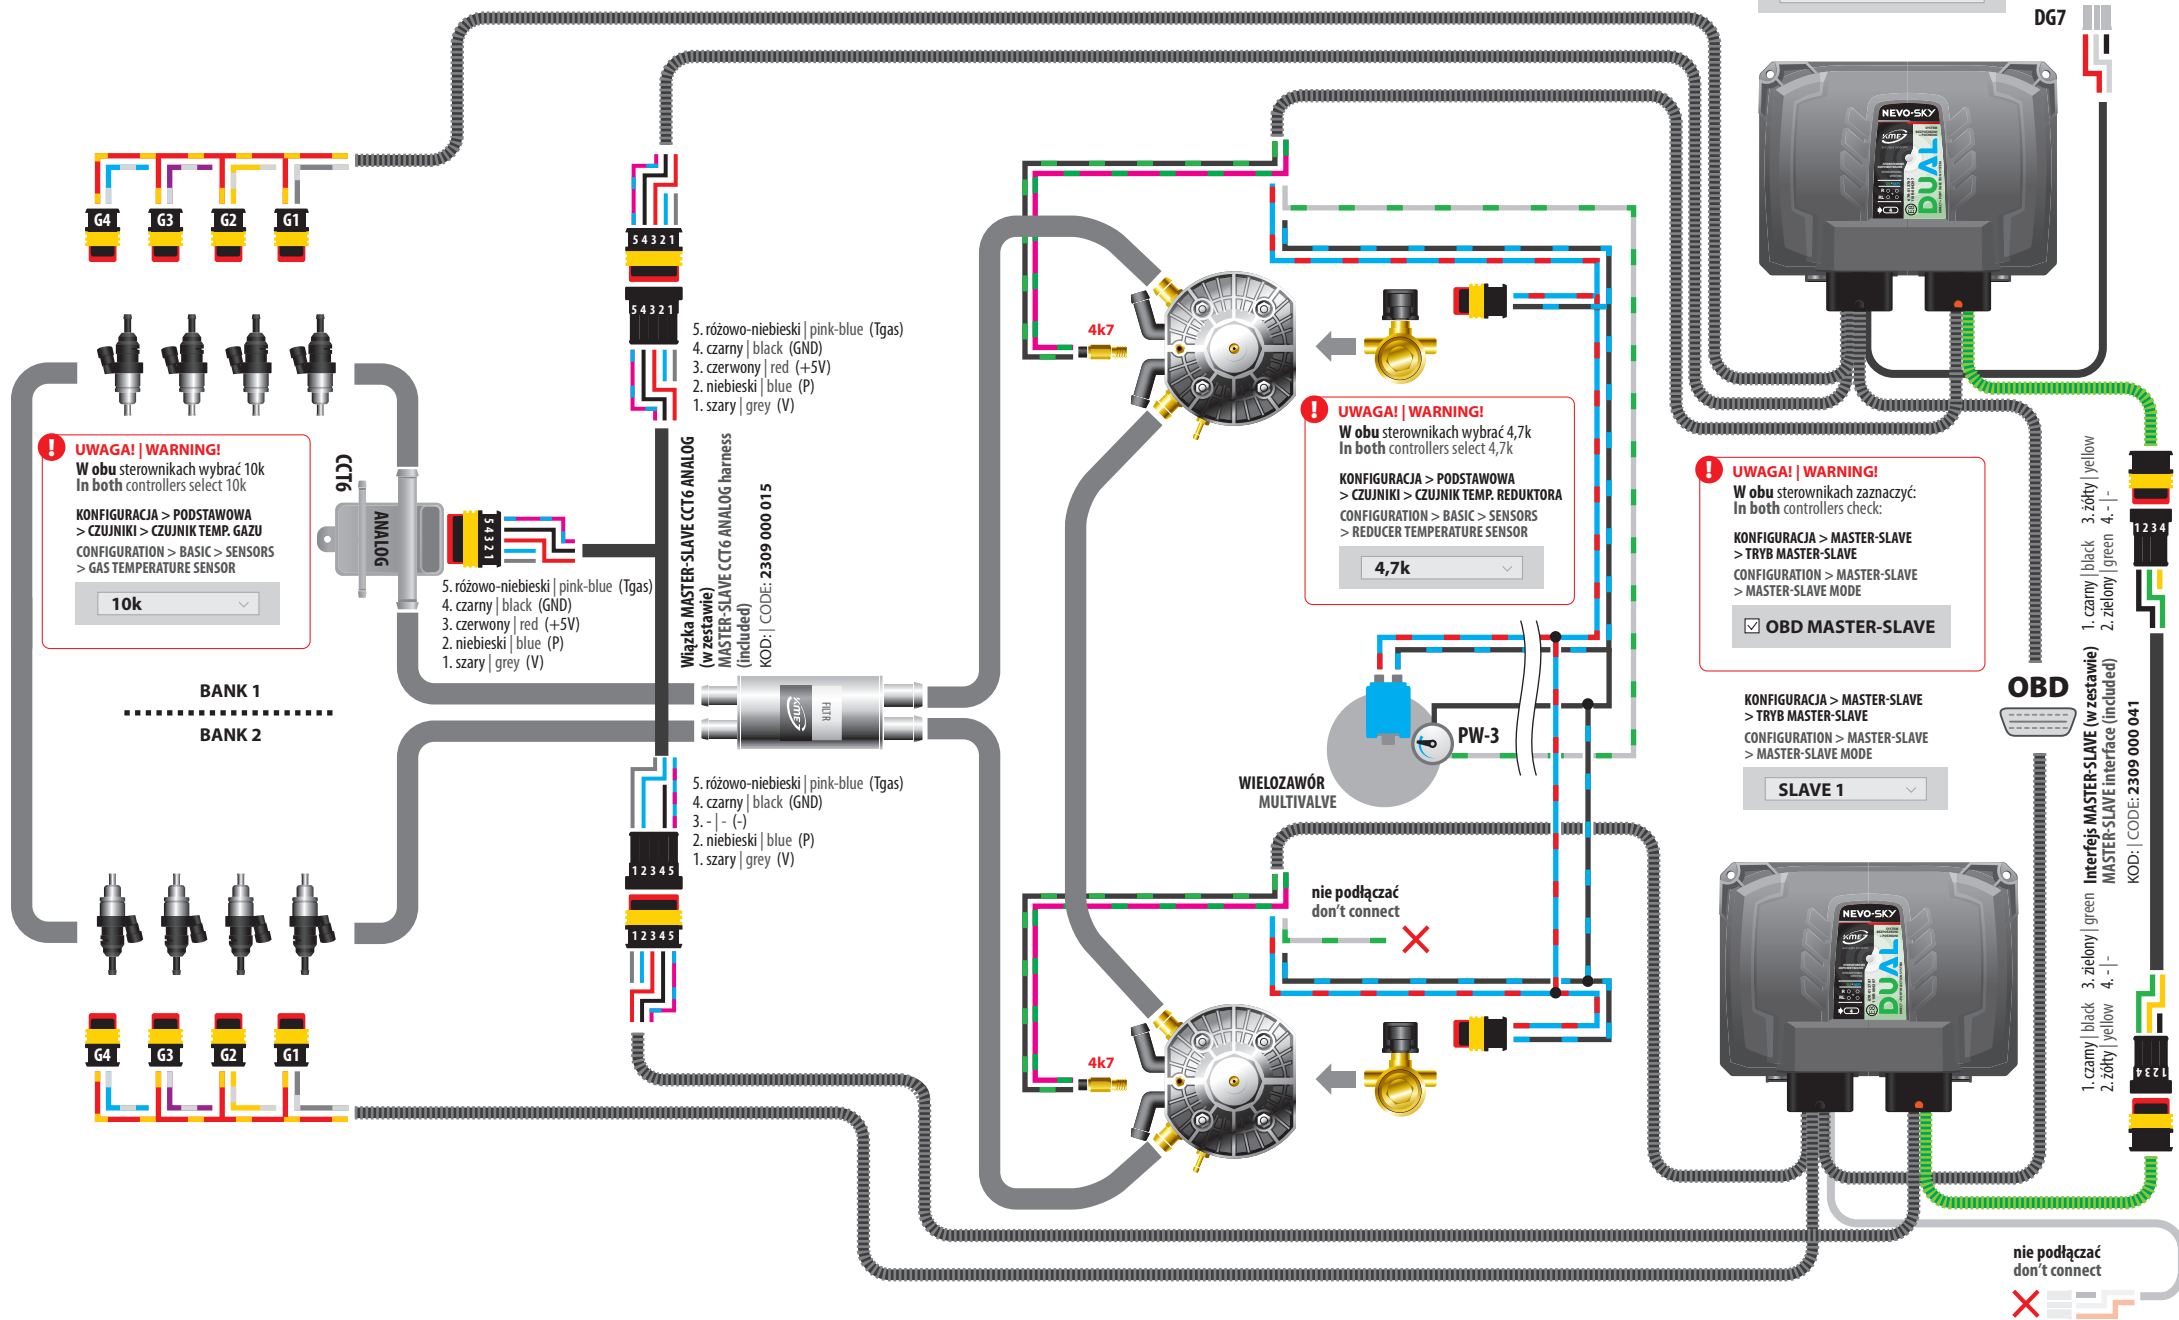 DG7
NEVO-SKY
KME
DUAL
G4
G3
G2
G1
5 4 3 2 1
5 4 3 2 1
5. różowo-niebieski | pink-blue (Tgas)
4. czarny | black (GND)
3. czerwony | red (+5V)
2. niebieski | blue (P)
1. szary | grey (V)
4k7
UWAGA! | WARNING!
W obu sterownikach wybrać 10k
In both controllers select 10k
KONFIGURACJA > PODSTAWOWA
> CZUJNIKI > CZUJNIK TEMP. GAZU
CONFIGURATION > BASIC > SENSORS
> GAS TEMPERATURE SENSOR
10k
CCT6
ANALOG
5 4 3 2 1
5. różowo-niebieski | pink-blue (Tgas)
4. czarny | black (GND)
3. czerwony | red (+5V)
2. niebieski | blue (P)
1. szary | grey (V)
Wiązka MASTER-SLAVE CCT6 ANALOG
(w zestawie)
MASTER-SLAVE CCT6 ANALOG harness
(included)
KOD: | CODE: 2309 000 015
UWAGA! | WARNING!
W obu sterownikach wybrać 4,7k
In both controllers select 4,7k
KONFIGURACJA > PODSTAWOWA
> CZUJNIKI > CZUJNIK TEMP. REDUKTORA
CONFIGURATION > BASIC > SENSORS
> REDUCER TEMPERATURE SENSOR
4,7k
UWAGA! | WARNING!
W obu sterownikach zaznaczyć:
In both controllers check:
KONFIGURACJA > MASTER-SLAVE
> TRYB MASTER-SLAVE
CONFIGURATION > MASTER-SLAVE
> MASTER-SLAVE MODE
OBD MASTER-SLAVE
1. czarny | black 3. żółty | yellow
2. zielony | green 4. - | -
1 2 3 4
BANK 1
BANK 2
KME
FILTR
PW-3
WIELOZAWÓR
MULTIVALVE
KONFIGURACJA > MASTER-SLAVE
> TRYB MASTER-SLAVE
CONFIGURATION > MASTER-SLAVE
> MASTER-SLAVE MODE
SLAVE 1
OBD
Interfejs MASTER-SLAVE (w zestawie)
MASTER-SLAVE interface (included)
KOD: | CODE: 2309 000 041
5. różowo-niebieski | pink-blue (Tgas)
4. czarny | black (GND)
3. - | - (-)
2. niebieski | blue (P)
1. szary | grey (V)
1 2 3 4 5
1 2 3 4 5
nie podłączać
don't connect
NEVO-SKY
KME
DUAL
1. czarny | black 3. zielony | green
2. żółty | yellow 4. - | -
1 2 3 4
G4
G3
G2
G1
4k7
nie podłączać
don't connect